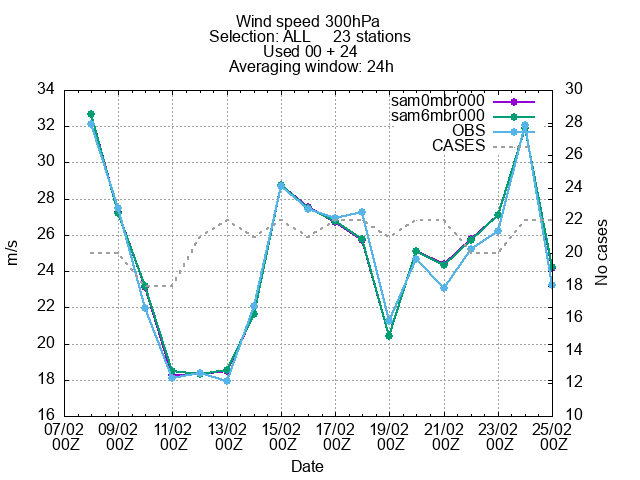 Wind speed 300hPa
Selection: ALL 23 stations
Used 00 + 24
Averaging window: 24h
34 30
sam0mbr000
sam6mbr000
32 28
OBS
CASES
26
30 24
28 22
26 20
24 18
22 16
20 14
18 12
16 10
m/s
No cases
07/02 09/02 11/02 13/02 15/02 17/02 19/02 21/02 23/02 25/02
00Z 00Z 00Z 00Z 00Z 00Z 00Z 00Z 00Z 00Z
Date